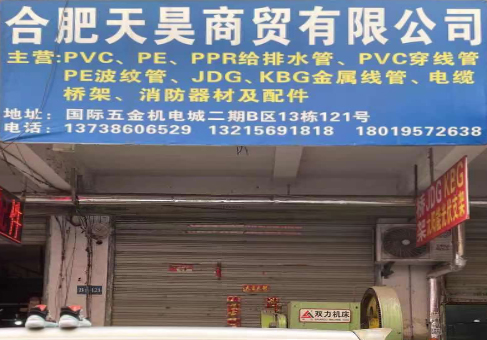 合肥天昊商贸有限公司
主营:PVC、PE、PPR给排水管、PVC穿线管
PE波纹管、JDG、KBG金属线管、电缆
桥架、消防器材及配件
地址：国际五金机电城二期B区13栋121号
电话：13738606529 13215691818 18019572638
JDG KBG
双力机床